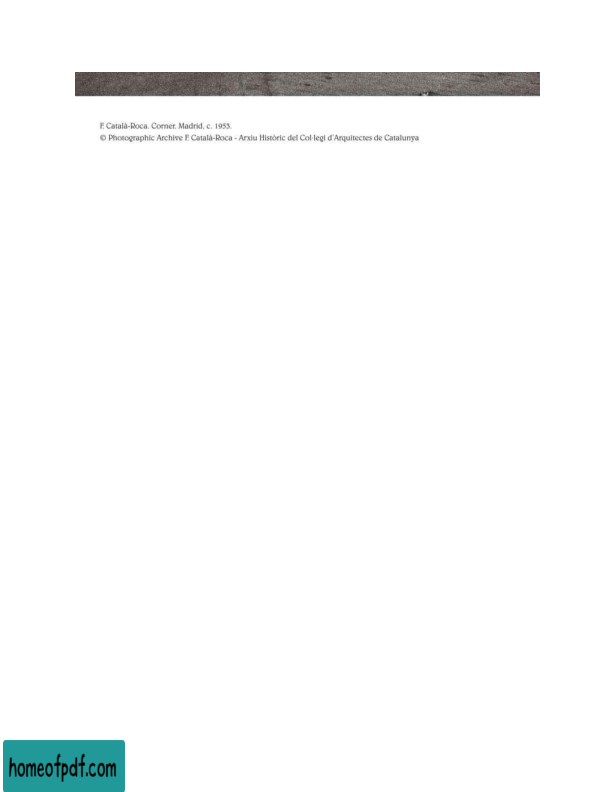 F. Català-Roca. Corner. Madrid, c. 1953.
© Photographic Archive F. Català-Roca - Arxiu Històric del Col·legi d'Arquitectes de Catalunya
homeofpdf.com